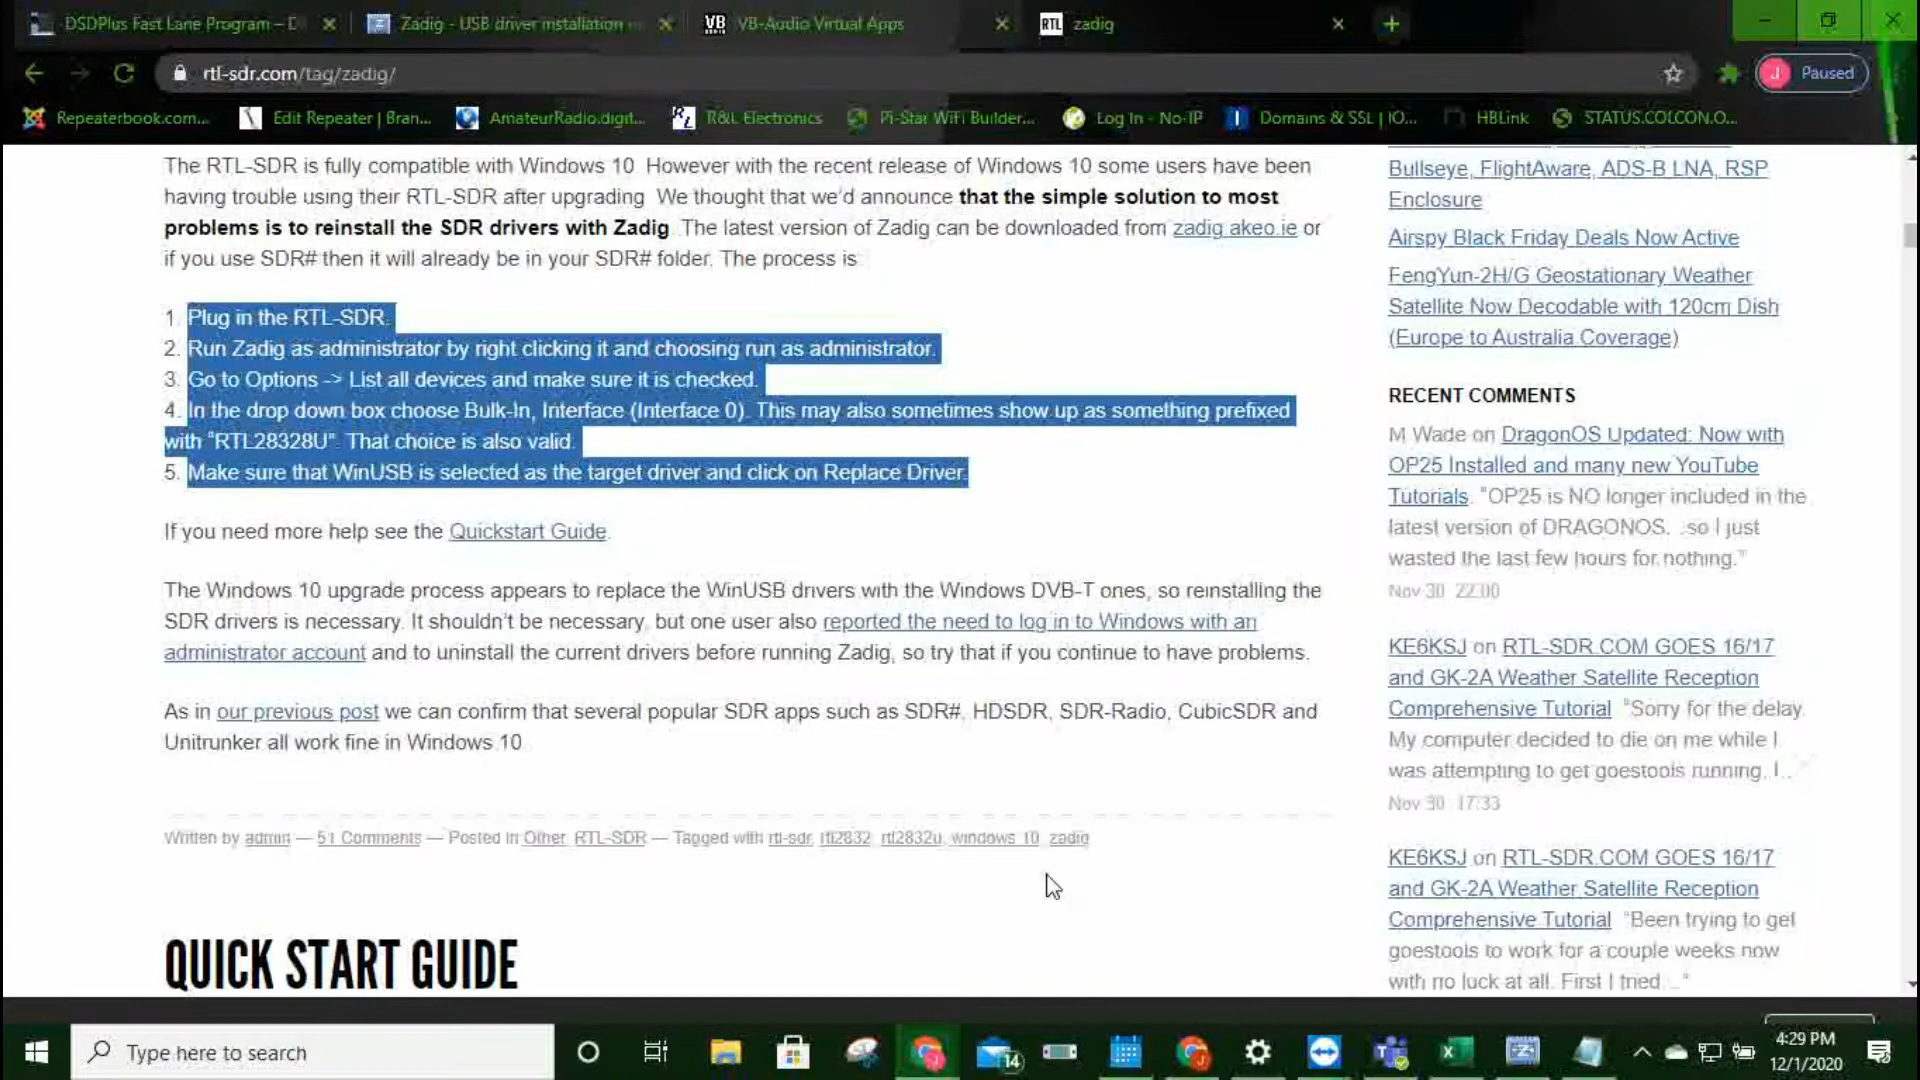 DSDPlus Fast Lane Program – D
Zadig - USB driver installation
VB-Audio Virtual Apps
RTL zadig
rtl-sdr.com/tag/zadig/
J Paused
Repeaterbook.com...
Edit Repeater | Bran...
AmateurRadio.digit...
R&L Electronics
Pi-Star WiFi Builder...
Log In - No-IP
Domains & SSL | IO...
HBLink
STATUS.COLCON.O...
The RTL-SDR is fully compatible with Windows 10. However with the recent release of Windows 10 some users have been
having trouble using their RTL-SDR after upgrading. We thought that we'd announce that the simple solution to most
problems is to reinstall the SDR drivers with Zadig. The latest version of Zadig can be downloaded from zadig.akeo.ie or
if you use SDR# then it will already be in your SDR# folder. The process is:
1. Plug in the RTL-SDR.
2. Run Zadig as administrator by right clicking it and choosing run as administrator.
3. Go to Options -> List all devices and make sure it is checked.
4. In the drop down box choose Bulk-In, Interface (Interface 0). This may also sometimes show up as something prefixed
with "RTL28328U". That choice is also valid.
5. Make sure that WinUSB is selected as the target driver and click on Replace Driver.
If you need more help see the Quickstart Guide.
The Windows 10 upgrade process appears to replace the WinUSB drivers with the Windows DVB-T ones, so reinstalling the
SDR drivers is necessary. It shouldn't be necessary, but one user also reported the need to log in to Windows with an
administrator account and to uninstall the current drivers before running Zadig, so try that if you continue to have problems.
As in our previous post we can confirm that several popular SDR apps such as SDR#, HDSDR, SDR-Radio, CubicSDR and
Unitrunker all work fine in Windows 10.
Written by admin — 51 Comments — Posted in Other, RTL-SDR — Tagged with rtl-sdr, rtl2832, rtl2832u, windows 10, zadig
QUICK START GUIDE
Bullseye, FlightAware, ADS-B LNA, RSP
Enclosure
Airspy Black Friday Deals Now Active
FengYun-2H/G Geostationary Weather
Satellite Now Decodable with 120cm Dish
(Europe to Australia Coverage)
RECENT COMMENTS
M Wade on DragonOS Updated: Now with
OP25 Installed and many new YouTube
Tutorials. "OP25 is NO longer included in the
latest version of DRAGONOS. ..so I just
wasted the last few hours for nothing."
Nov 30, 22:00
KE6KSJ on RTL-SDR.COM GOES 16/17
and GK-2A Weather Satellite Reception
Comprehensive Tutorial "Sorry for the delay.
My computer decided to die on me while I
was attempting to get goestools running. I...
Nov 30, 17:33
KE6KSJ on RTL-SDR.COM GOES 16/17
and GK-2A Weather Satellite Reception
Comprehensive Tutorial "Been trying to get
goestools to work for a couple weeks now
with no luck at all. First I tried..."
Type here to search
14
4:29 PM
12/1/2020